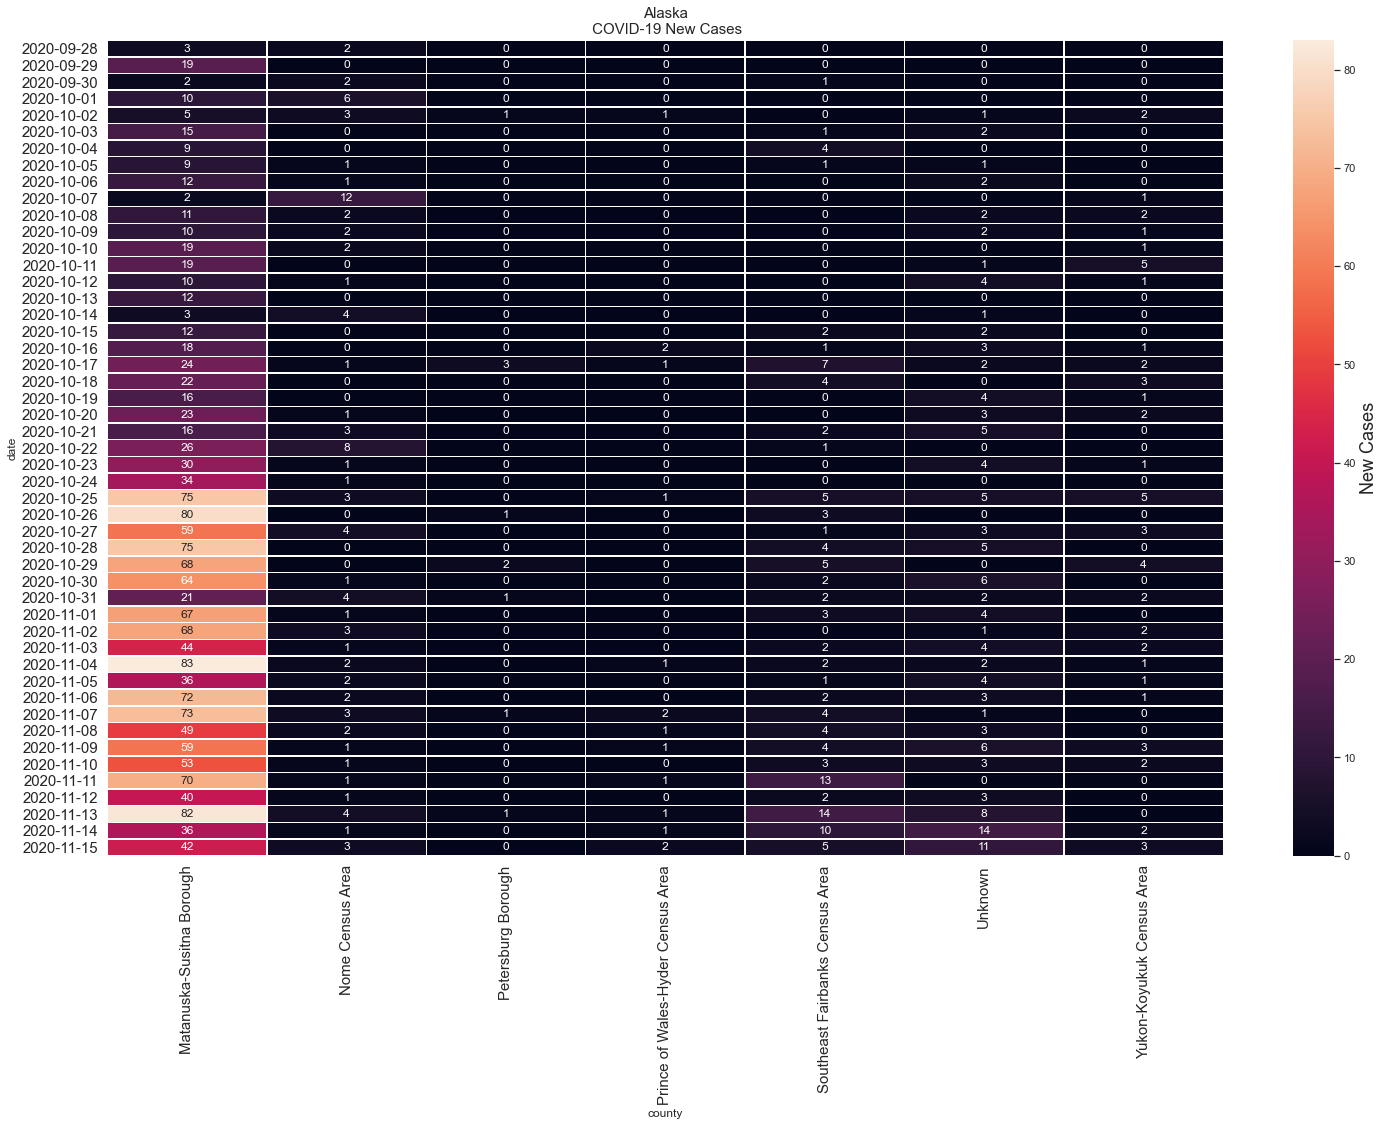 Alaska
COVID-19 New Cases
2020-09-28 3 2 0 0 0 0 0
2020-09-29 19 0 0 0 0 0 0
2020-09-30 2 2 0 0 1 0 0
2020-10-01 10 6 0 0 0 0 0
2020-10-02 5 3 1 1 0 1 2
2020-10-03 15 0 0 0 1 2 0
2020-10-04 9 0 0 0 4 0 0
2020-10-05 9 1 0 0 1 1 0
2020-10-06 12 1 0 0 0 2 0
2020-10-07 2 12 0 0 0 0 1
2020-10-08 11 2 0 0 0 2 2
2020-10-09 10 2 0 0 0 2 1
2020-10-10 19 2 0 0 0 0 1
2020-10-11 19 0 0 0 0 1 5
2020-10-12 10 1 0 0 0 4 1
2020-10-13 12 0 0 0 0 0 0
2020-10-14 3 4 0 0 0 1 0
2020-10-15 12 0 0 0 2 2 0
2020-10-16 18 0 0 2 1 3 1
2020-10-17 24 1 3 1 7 2 2
2020-10-18 22 0 0 0 4 0 3
2020-10-19 16 0 0 0 0 4 1
2020-10-20 23 1 0 0 0 3 2
2020-10-21 16 3 0 0 2 5 0
2020-10-22 26 8 0 0 1 0 0
2020-10-23 30 1 0 0 0 4 1
2020-10-24 34 1 0 0 0 0 0
2020-10-25 75 3 0 1 5 5 5
2020-10-26 80 0 1 0 3 0 0
2020-10-27 59 4 0 0 1 3 3
2020-10-28 75 0 0 0 4 5 0
2020-10-29 68 0 2 0 5 0 4
2020-10-30 64 1 0 0 2 6 0
2020-10-31 21 4 1 0 2 2 2
2020-11-01 67 1 0 0 3 4 0
2020-11-02 68 3 0 0 0 1 2
2020-11-03 44 1 0 0 2 4 2
2020-11-04 83 2 0 1 2 2 1
2020-11-05 36 2 0 0 1 4 1
2020-11-06 72 2 0 0 2 3 1
2020-11-07 73 3 1 2 4 1 0
2020-11-08 49 2 0 1 4 3 0
2020-11-09 59 1 0 1 4 6 3
2020-11-10 53 1 0 0 3 3 2
2020-11-11 70 1 0 1 13 0 0
2020-11-12 40 1 0 0 2 3 0
2020-11-13 82 4 1 1 14 8 0
2020-11-14 36 1 0 1 10 14 2
2020-11-15 42 3 0 2 5 11 3
date
Matanuska-Susitna Borough
Nome Census Area
Petersburg Borough
Prince of Wales-Hyder Census Area
Southeast Fairbanks Census Area
Unknown
Yukon-Koyukuk Census Area
county
80
70
60
50
40
30
20
10
0
New Cases